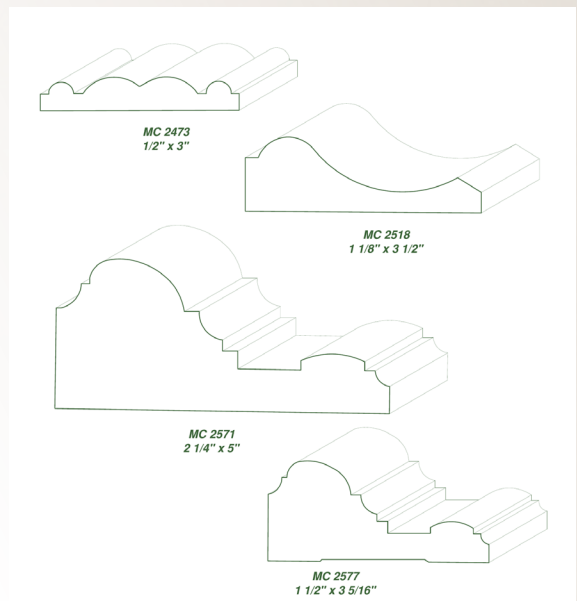 MC 2473
1/2" x 3"
MC 2518
1 1/8" x 3 1/2"
MC 2571
2 1/4" x 5"
MC 2577
1 1/2" x 3 5/16"